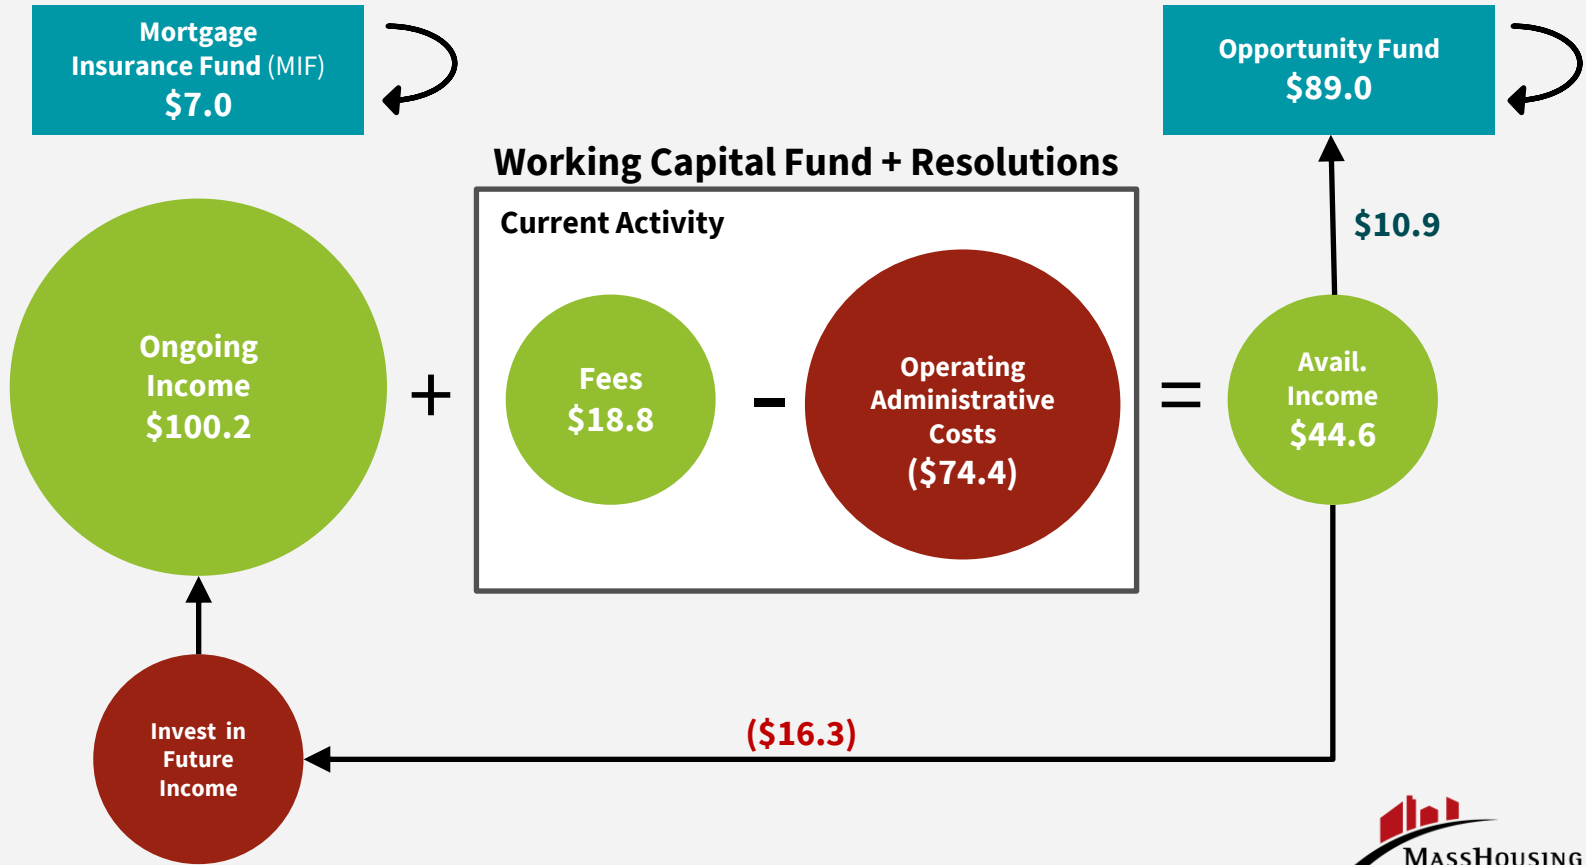 Mortgage
Insurance Fund (MIF)
$7.0
Opportunity Fund
$89.0
Working Capital Fund + Resolutions
Current Activity
$10.9
Ongoing
Income
$100.2
+
Fees
$18.8
-
Operating
Administrative
Costs
($74.4)
=
Avail.
Income
$44.6
Invest in
Future
Income
($16.3)
MASSHOUSING